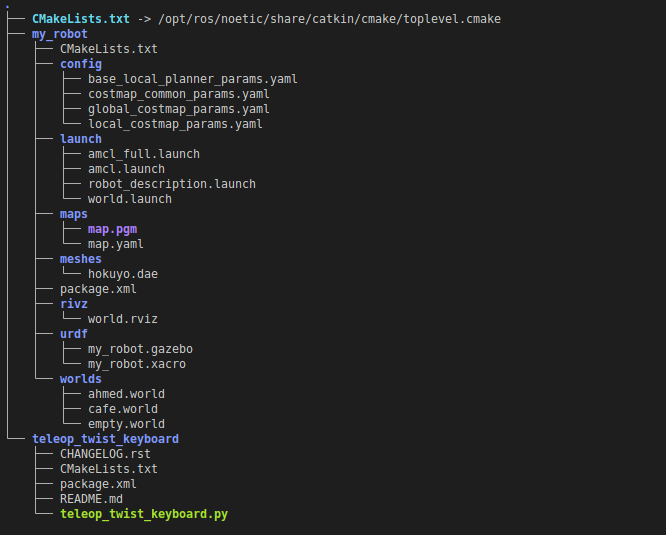 .
├── CMakeLists.txt -> /opt/ros/noetic/share/catkin/cmake/toplevel.cmake
├── my_robot
│   ├── CMakeLists.txt
│   ├── config
│   │   ├── base_local_planner_params.yaml
│   │   ├── costmap_common_params.yaml
│   │   ├── global_costmap_params.yaml
│   │   └── local_costmap_params.yaml
│   ├── launch
│   │   ├── amcl_full.launch
│   │   ├── amcl.launch
│   │   ├── robot_description.launch
│   │   └── world.launch
│   ├── maps
│   │   ├── map.pgm
│   │   └── map.yaml
│   ├── meshes
│   │   └── hokuyo.dae
│   ├── package.xml
│   ├── rivz
│   │   └── world.rviz
│   ├── urdf
│   │   ├── my_robot.gazebo
│   │   └── my_robot.xacro
│   └── worlds
│       ├── ahmed.world
│       ├── cafe.world
│       └── empty.world
└── teleop_twist_keyboard
    ├── CHANGELOG.rst
    ├── CMakeLists.txt
    ├── package.xml
    ├── README.md
    └── teleop_twist_keyboard.py